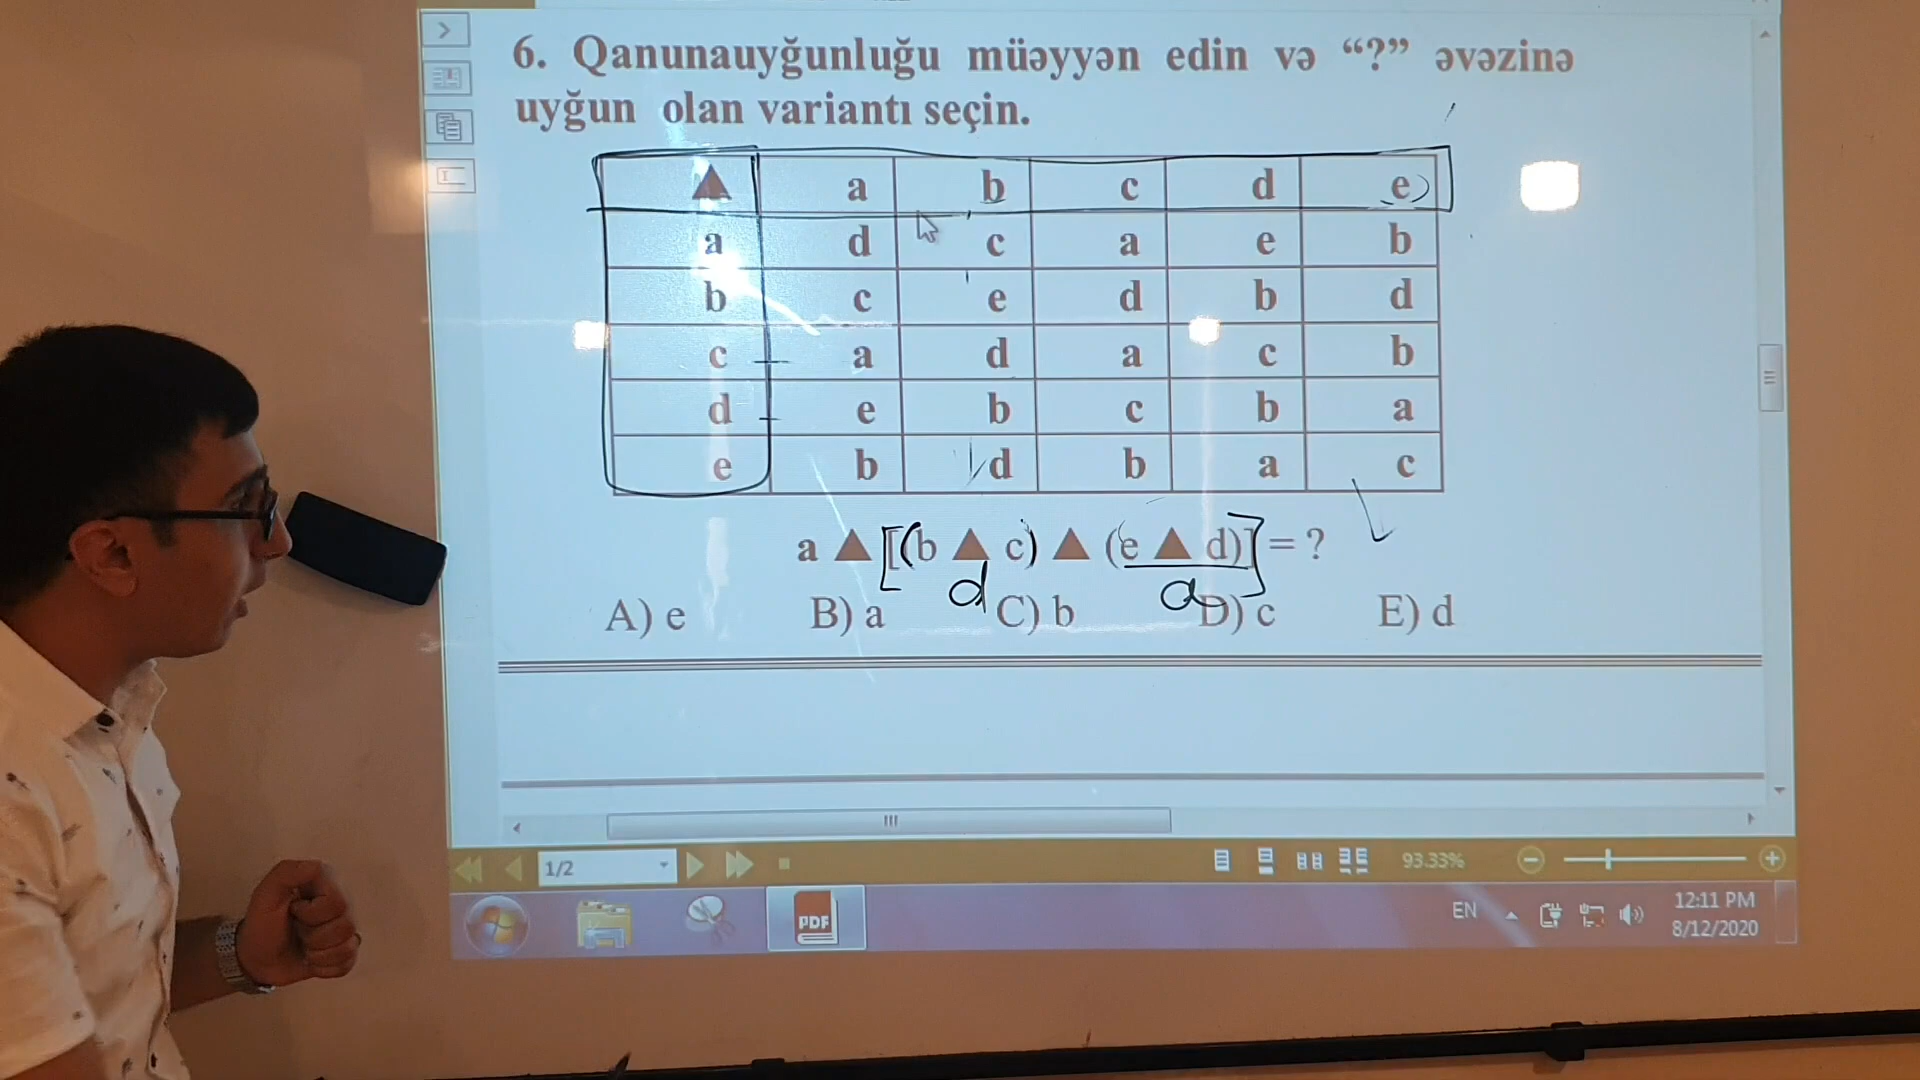 6. Qanunauyğunluğu müəyyən edin və “?” əvəzinə
uyğun olan variantı seçin.
▲ a b c d e
a d c a e b
b c e d b d
c a d a c b
d e b c b a
e b d b a c
a ▲ [(b ▲ c) ▲ (e ▲ d)] = ?
d a
A) e B) a C) b D) c E) d
1/2 93.33%
PDF EN 12:11 PM
8/12/2020